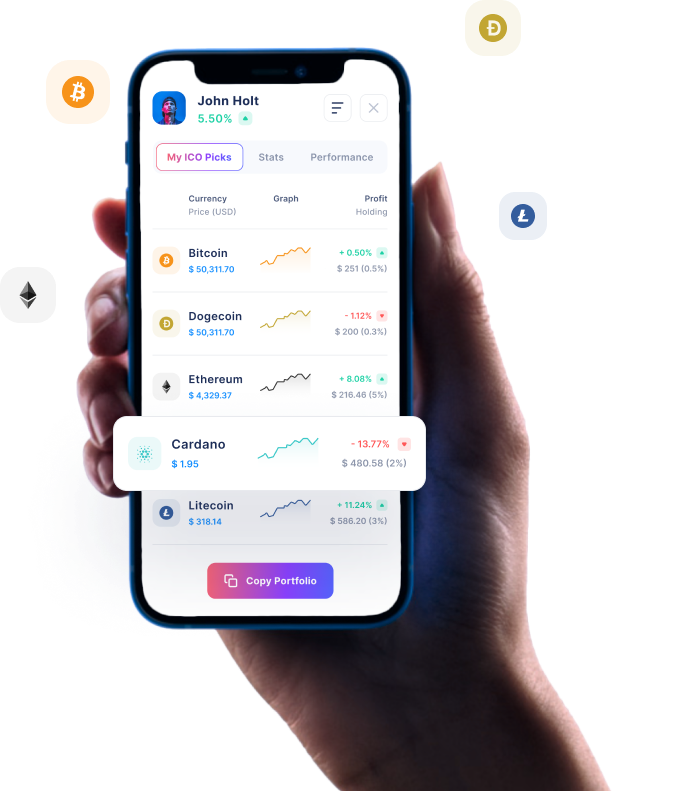 John Holt
5.50%
My ICO Picks Stats Performance
Currency Graph Profit
Price (USD) Holding
Bitcoin + 0.50%
$ 50,311.70 $ 251 (0.5%)
Dogecoin - 1.12%
$ 50,311.70 $ 200 (0.3%)
Ethereum + 8.08%
$ 4,329.37 $ 216.46 (5%)
Cardano - 13.77%
$ 1.95 $ 480.58 (2%)
Litecoin + 11.24%
$ 318.14 $ 586.20 (3%)
Copy Portfolio